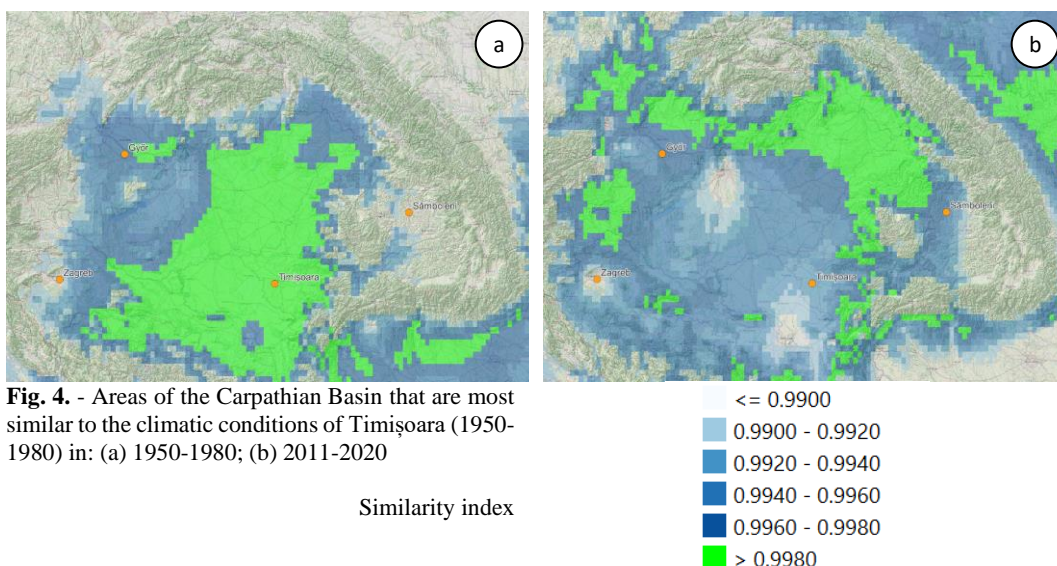 a
b
Győr
Győr
Sâmboleni
Sâmboleni
Zagreb
Zagreb
Timișoara
Timișoara
Fig. 4. - Areas of the Carpathian Basin that are most
similar to the climatic conditions of Timișoara (1950-
1980) in: (a) 1950-1980; (b) 2011-2020
Similarity index
<= 0.9900
0.9900 - 0.9920
0.9920 - 0.9940
0.9940 - 0.9960
0.9960 - 0.9980
> 0.9980